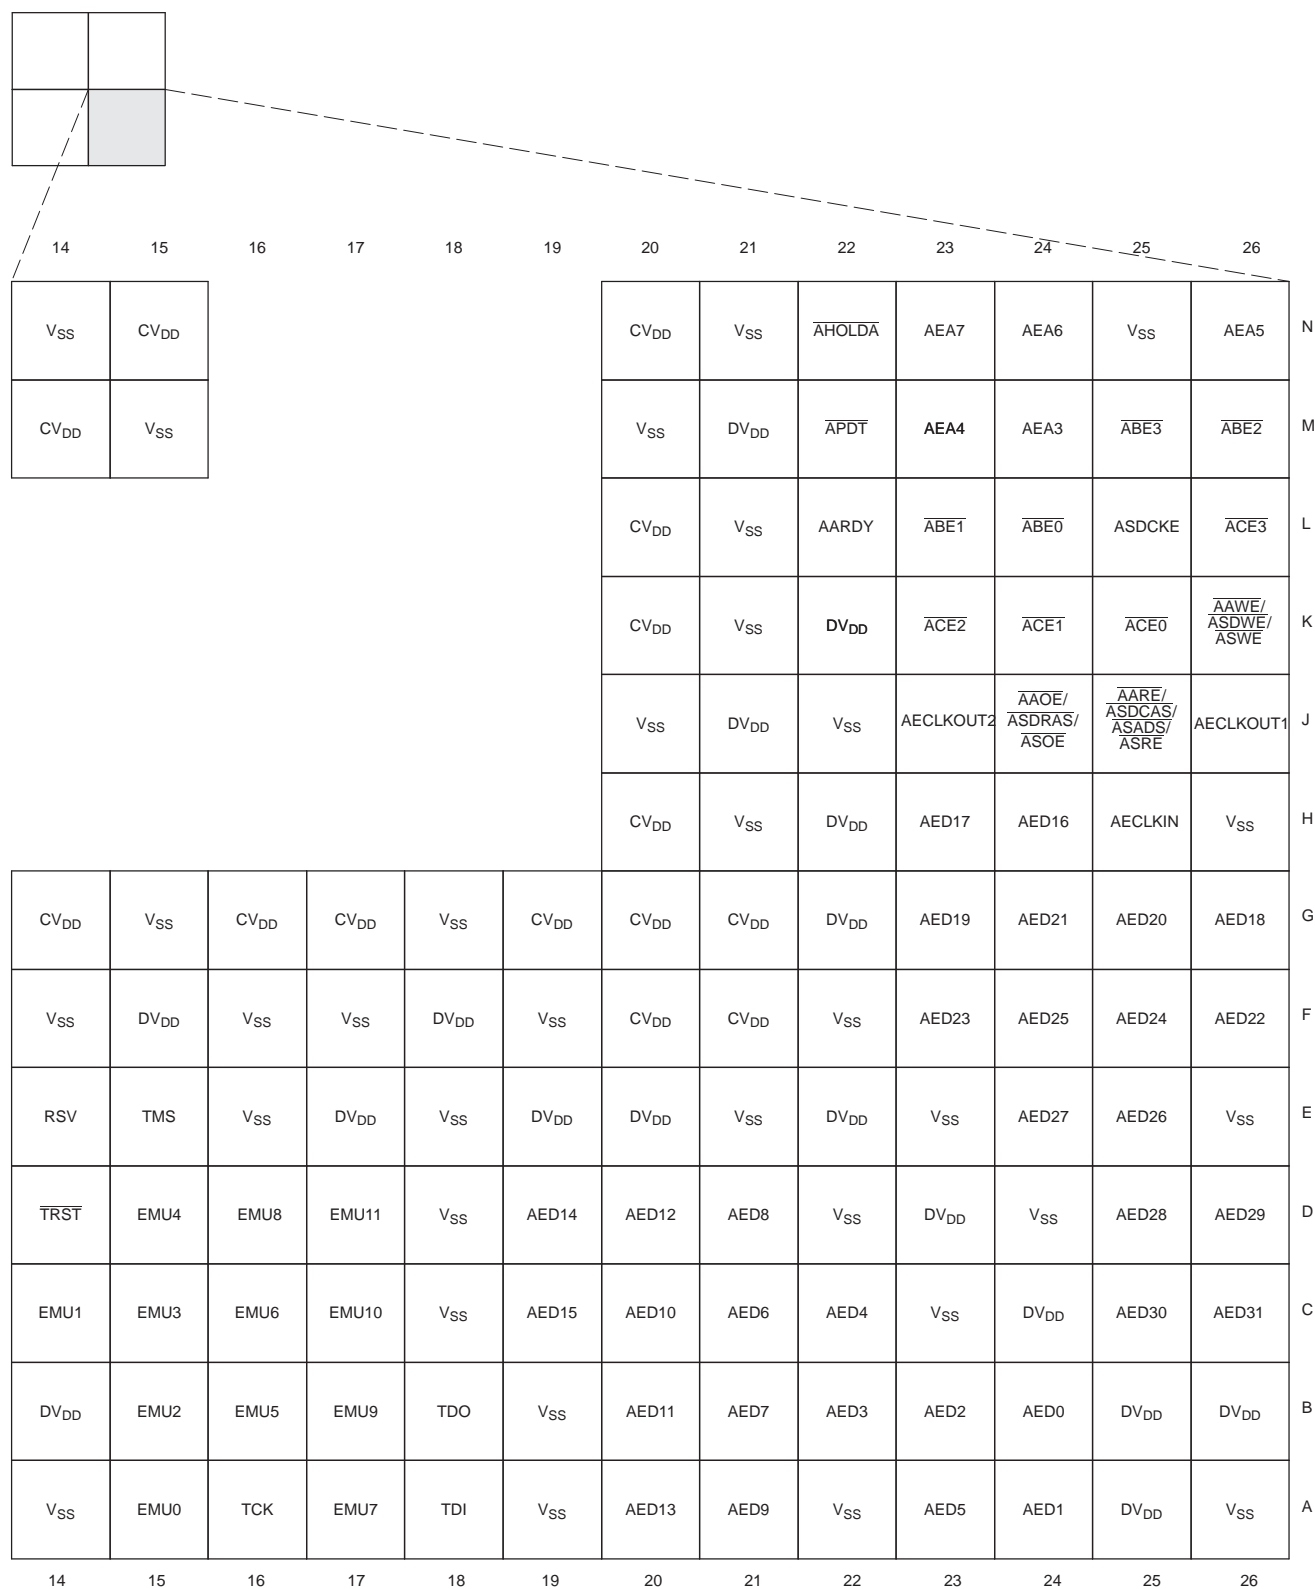 14 15 16 17 18 19 20 21 22 23 24 25 26
VSS CVDD CVDD VSS AHOLDA AEA7 AEA6 VSS AEA5 N
CVDD VSS VSS DVDD APDT AEA4 AEA3 ABE3 ABE2 M
CVDD VSS AARDY ABE1 ABE0 ASDCKE ACE3 L
CVDD VSS DVDD ACE2 ACE1 ACE0 AAWE/ ASDWE/ ASWE K
VSS DVDD VSS AECLKOUT2 AAOE/ ASDRAS/ ASOE AARE/ ASDCAS/ ASADS/ ASRE AECLKOUT1 J
CVDD VSS DVDD AED17 AED16 AECLKIN VSS H
CVDD VSS CVDD CVDD VSS CVDD CVDD CVDD DVDD AED19 AED21 AED20 AED18 G
VSS DVDD VSS VSS DVDD VSS CVDD CVDD VSS AED23 AED25 AED24 AED22 F
RSV TMS VSS DVDD VSS DVDD DVDD VSS DVDD VSS AED27 AED26 VSS E
TRST EMU4 EMU8 EMU11 VSS AED14 AED12 AED8 VSS DVDD VSS AED28 AED29 D
EMU1 EMU3 EMU6 EMU10 VSS AED15 AED10 AED6 AED4 VSS DVDD AED30 AED31 C
DVDD EMU2 EMU5 EMU9 TDO VSS AED11 AED7 AED3 AED2 AED0 DVDD DVDD B
VSS EMU0 TCK EMU7 TDI VSS AED13 AED9 VSS AED5 AED1 DVDD VSS A
14 15 16 17 18 19 20 21 22 23 24 25 26